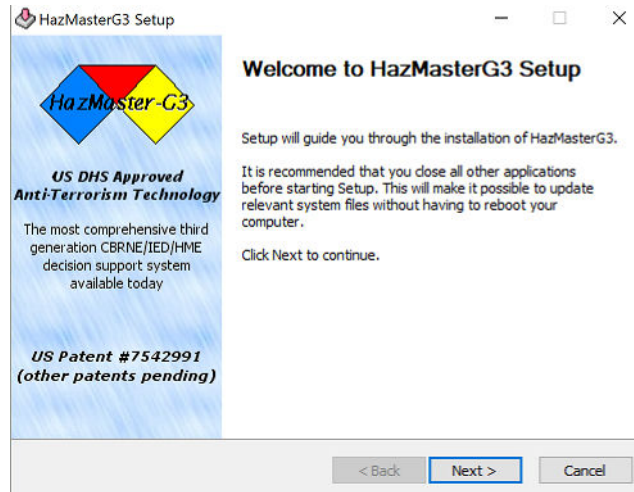 HazMasterG3 Setup
HazMaster-G3
US DHS Approved
Anti-Terrorism Technology
The most comprehensive third
generation CBRNE/IED/HME
decision support system
available today
US Patent #7542991
(other patents pending)
Welcome to HazMasterG3 Setup
Setup will guide you through the installation of HazMasterG3.
It is recommended that you close all other applications
before starting Setup. This will make it possible to update
relevant system files without having to reboot your
computer.
Click Next to continue.
< Back
Next >
Cancel